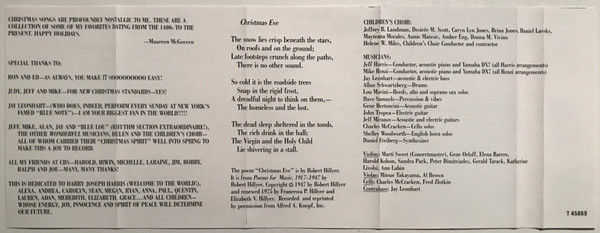 CHRISTMAS SONGS ARE PROFOUNDLY NOSTALGIC TO ME. THESE ARE A
COLLECTION OF SOME OF MY FAVORITES DATING FROM THE 1400s TO THE
PRESENT. HAPPY HOLIDAYS.
—Maureen McGovern
SPECIAL THANKS TO:
RON AND ED—AS ALWAYS, YOU MAKE IT SOOOOOOOOO EASY!
JUDY, JEFF AND MIKE—FOR NEW CHRISTMAS STANDARDS—YES!
JAY LEONHART—(WHO DOES, INDEED, PERFORM EVERY SUNDAY AT NEW YORK'S
FAMED "BLUE NOTE")—I AM YOUR BIGGEST FAN IN THE WORLD!!!!
JEFF, MIKE, ALAN, JAY AND "BLUE LOU" (RHYTHM SECTION EXTRAORDINAIRE!),
THE OTHER WONDERFUL MUSICIANS, HELEN AND THE CHILDREN'S CHOIR—
ALL OF WHOM CARRIED THEIR "CHRISTMAS SPIRIT" WELL INTO SPRING TO
MAKE THIS A JOY TO RECORD.
ALL MY FRIENDS AT CBS—HAROLD, IRWIN, MICHELLE, LARAINE, JIM, BOBBY,
RALPH AND JOE—MANY, MANY THANKS!
THIS IS DEDICATED TO HARRY JOSEPH HARRIS (WELCOME TO THE WORLD!),
ALEXA, ANDREA, CAROLYN, SEAN, MEGAN, RYAN, ANNA, PHIL, QUENTIN,
LAUREN, ADAM, MEREDITH, ELIZABETH, GRACE...AND ALL CHILDREN—
WHOSE ENERGY, JOY, INNOCENCE AND SPIRIT OF PEACE WILL DETERMINE
OUR FUTURE.
Christmas Eve
The snow lies crisp beneath the stars,
On roofs and on the ground;
Late footsteps crunch along the paths,
There is no other sound.
So cold it is the roadside trees
Snap in the rigid frost,
A dreadful night to think on them,—
The homeless and the lost.
The dead sleep sheltered in the tomb,
The rich drink in the hall;
The Virgin and the Holy Child
Lie shivering in a stall.
The poem "Christmas Eve" is by Robert Hillyer.
It is from Poems for Music, 1917-1947 by
Robert Hillyer. Copyright © 1947 by Robert Hillyer
and renewed 1975 by Francesca P. Hillyer and
Elizabeth V. Hillyer. Recorded and reprinted
by permission from Alfred A. Knopf, Inc.
CHILDREN'S CHOIR:
Jeffrey R. Landman, Desirée M. Scott, Caryn Lyn Jones, Brian Jones, Daniel Lavsky,
Mayteana Morales, Annie Mateoic, Amber Eng, Donna M. Vivino
Helene W. Miles, Children's Choir Conductor and contractor
MUSICIANS:
Jeff Harris—Conductor, acoustic piano and Yamaha DX7 (all Harris arrangements)
Mike Renzi—Conductor, acoustic piano and Yamaha DX7 (all Renzi arrangements)
Jay Leonhart—acoustic & electric bass
Allan Schwartzberg—Drums
Lou Marini—Reeds, alto and soprano sax solo
Dave Samuels—Percussion & vibes
Gene Bertoncini—Acoustic guitar
John Tropea—Electric guitar
Jeff Mironov—Acoustic and electric guitars
Charles McCracken—Cello solo
Shelley Woodworth—English horn solo
Daniel Freiberg—Synthesizer
Violins: Marti Sweet (Concertmaster), Gene Orloff, Elena Barere,
Harold Kohon, Sandra Park, Peter Dimitriades, Gerald Tarack, Katherine
Livolsi, Ann Labin
Violas: Mitsue Takayama, Al Brown
Celli: Charles McCracken, Fred Zlotkin
Contrabass: Jay Leonhart
T 45869